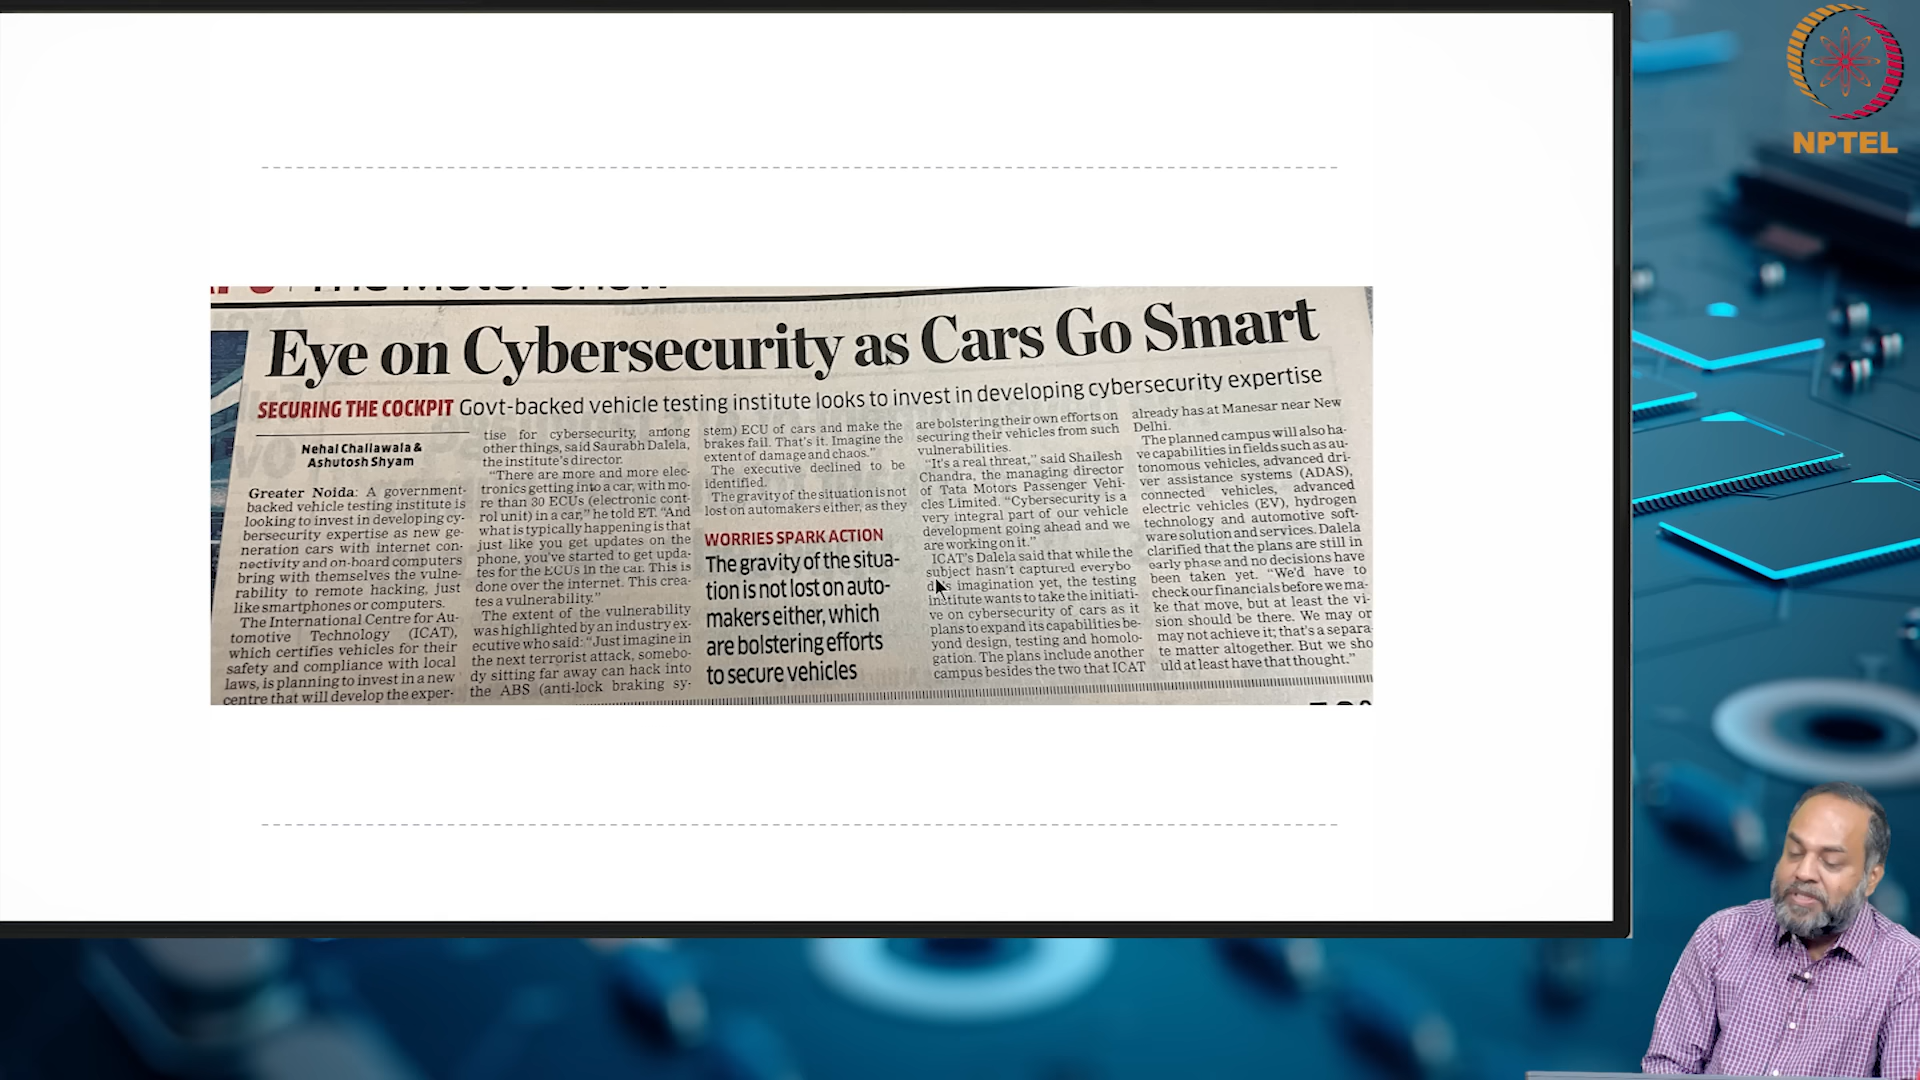 NPTEL
The Motor Show
Eye on Cybersecurity as Cars Go Smart
SECURING THE COCKPIT Govt-backed vehicle testing institute looks to invest in developing cybersecurity expertise
Nehal Chaliawala &
Ashutosh Shyam
Greater Noida: A government-
backed vehicle testing institute is
looking to invest in developing cy-
bersecurity expertise as new ge-
neration cars with internet con-
nectivity and on-board computers
bring with themselves the vulne-
rability to remote hacking, just
like smartphones or computers.
The International Centre for Au-
tomotive Technology (ICAT),
which certifies vehicles for their
safety and compliance with local
laws, is planning to invest in a new
centre that will develop the exper-
tise for cybersecurity, among
other things, said Saurabh Dalela,
the institute's director.
"There are more and more elec-
tronics getting into a car, with mo-
re than 30 ECUs (electronic cont-
rol unit) in a car," he told ET. "And
what is typically happening is that
just like you get updates on the
phone, you've started to get upda-
tes for the ECUs in the car. This is
done over the internet. This crea-
tes a vulnerability."
The extent of the vulnerability
was highlighted by an industry ex-
ecutive who said: "Just imagine in
the next terrorist attack, somebo-
dy sitting far away can hack into
the ABS (anti-lock braking sy-
stem) ECU of cars and make the
brakes fail. That's it. Imagine the
extent of damage and chaos."
The executive declined to be
identified.
The gravity of the situation is not
lost on automakers either, as they
WORRIES SPARK ACTION
The gravity of the situa-
tion is not lost on auto-
makers either, which
are bolstering efforts
to secure vehicles
are bolstering their own efforts on
securing their vehicles from such
vulnerabilities.
"It's a real threat," said Shailesh
Chandra, the managing director
of Tata Motors Passenger Vehi-
cles Limited. "Cybersecurity is a
very integral part of our vehicle
development going ahead and we
are working on it."
ICAT's Dalela said that while the
subject hasn't captured everybo
dy's imagination yet, the testing
institute wants to take the initiati-
ve on cybersecurity of cars as it
plans to expand its capabilities be-
yond design, testing and homolo-
gation. The plans include another
campus besides the two that ICAT
already has at Manesar near New
Delhi.
The planned campus will also ha-
ve capabilities in fields such as au-
tonomous vehicles, advanced dri-
ver assistance systems (ADAS),
connected vehicles, advanced
electric vehicles (EV), hydrogen
technology and automotive soft-
ware solution and services. Dalela
clarified that the plans are still in
early phase and no decisions have
been taken yet. "We'd have to
check our financials before we ma-
ke that move, but at least the vi-
sion should be there. We may or
may not achieve it; that's a separa-
te matter altogether. But we sho
uld at least have that thought."